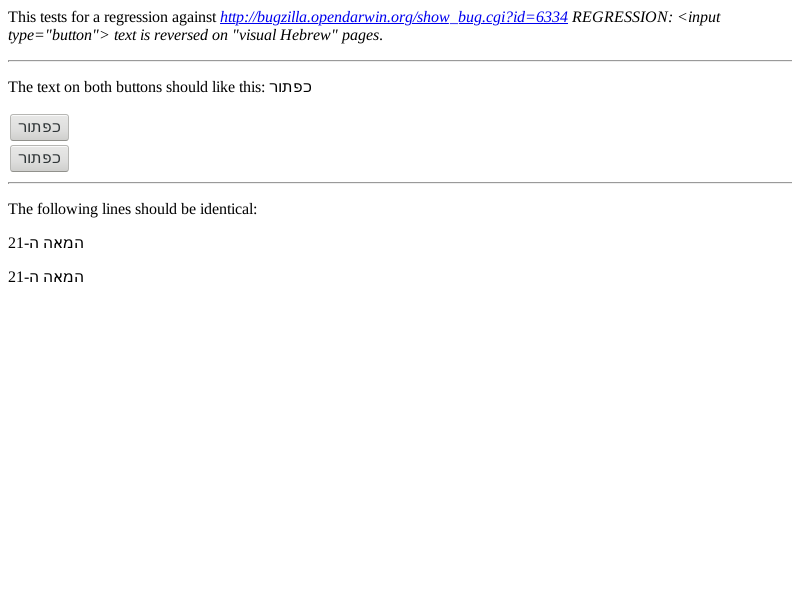 This tests for a regression against http://bugzilla.opendarwin.org/show_bug.cgi?id=6334 REGRESSION: <input
type="button"> text is reversed on "visual Hebrew" pages.
The text on both buttons should like this: כפתור
כפתור
כפתור
The following lines should be identical:
המאה ה-21
המאה ה-21